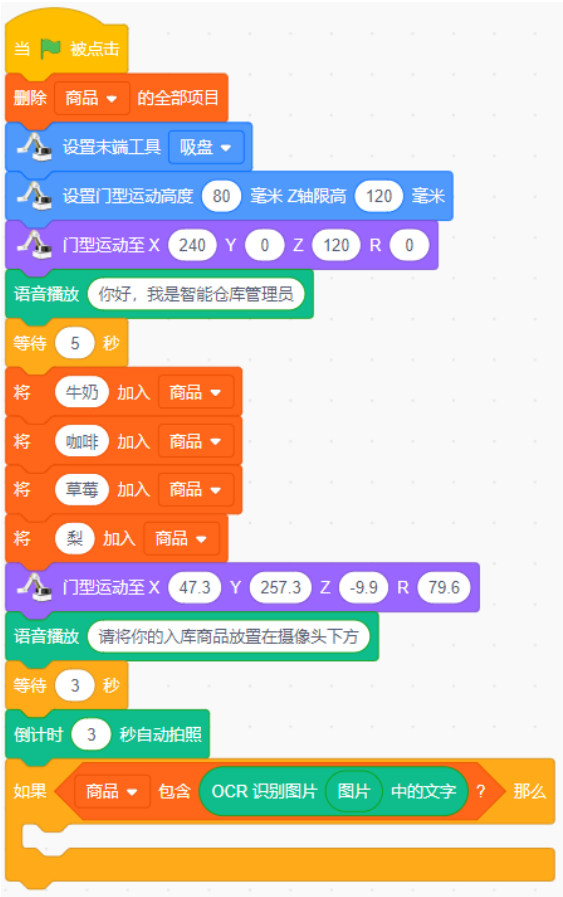 当 被点击
删除 商品 的全部项目
设置末端工具 吸盘
设置门型运动高度 80 毫米 Z轴限高 120 毫米
门型运动至 X 240 Y 0 Z 120 R 0
语音播放 你好，我是智能仓库管理员
等待 5 秒
将 牛奶 加入 商品
将 咖啡 加入 商品
将 草莓 加入 商品
将 梨 加入 商品
门型运动至 X 47.3 Y 257.3 Z -9.9 R 79.6
语音播放 请将你的入库商品放置在摄像头下方
等待 3 秒
倒计时 3 秒自动拍照
如果 商品 包含 OCR 识别图片 图片 中的文字 ? 那么